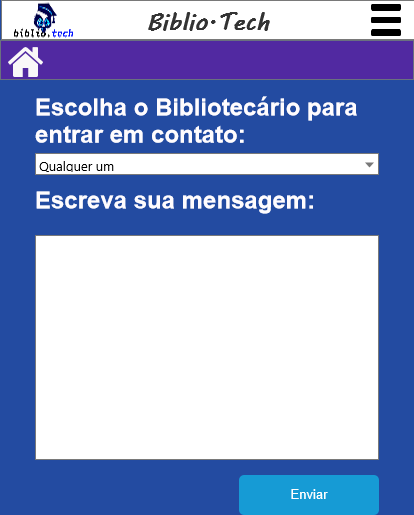 biblio.tech
Biblio·Tech
Escolha o Bibliotecário para
entrar em contato:
Qualquer um
Escreva sua mensagem:
Enviar